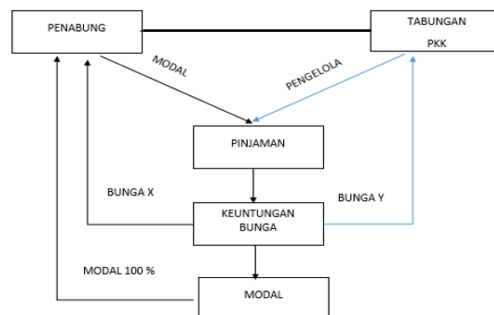 PENABUNG
TABUNGAN
PKK
MODAL
PENGELOLA
PINJAMAN
BUNGA X
KEUNTUNGAN
BUNGA
BUNGA Y
MODAL 100 %
MODAL